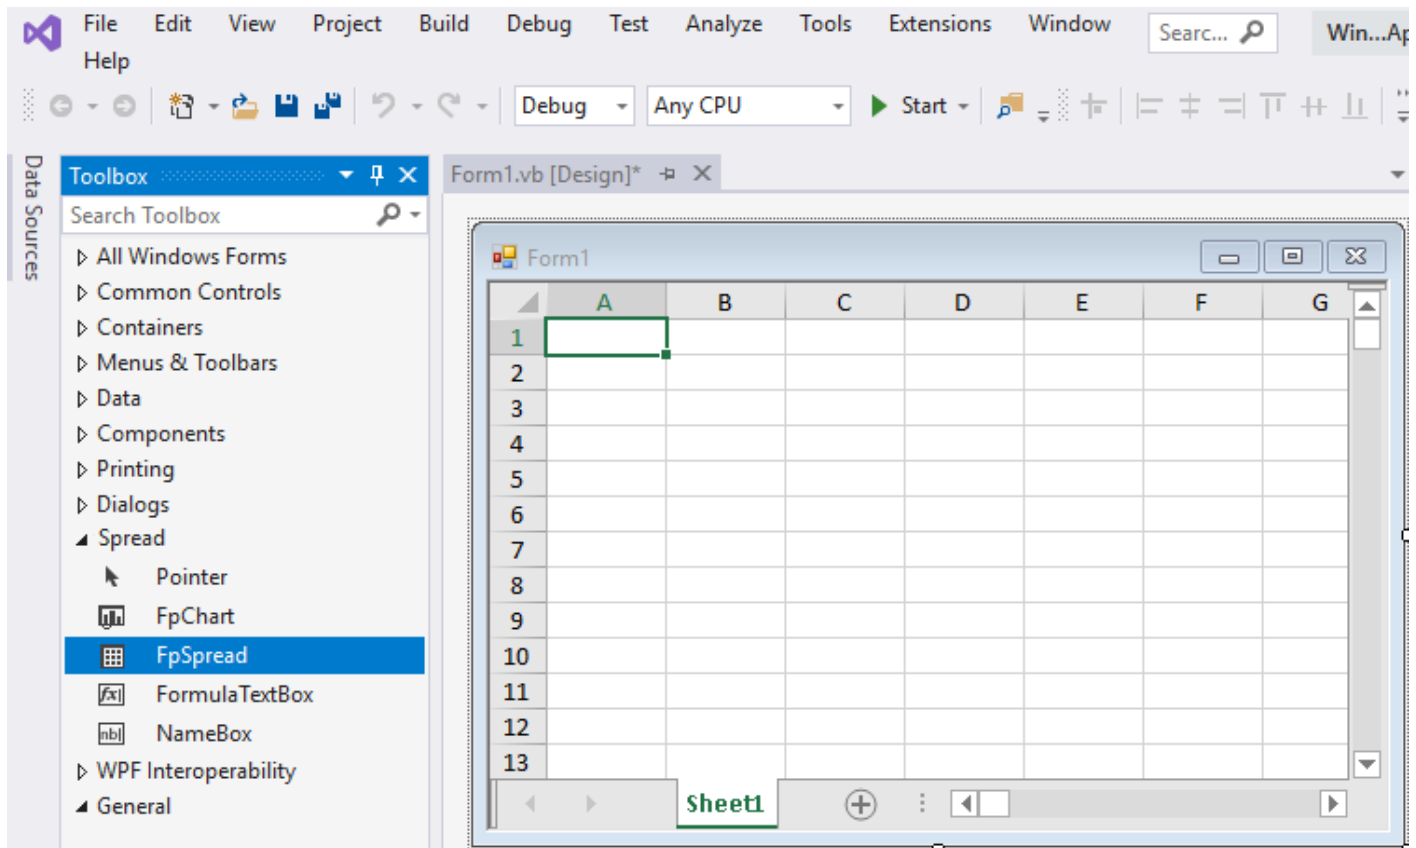 File Edit View Project Build Debug Test Analyze Tools Extensions Window Searc... Win...Ap
Help
Debug Any CPU Start
Data Sources
Toolbox
Search Toolbox
All Windows Forms
Common Controls
Containers
Menus & Toolbars
Data
Components
Printing
Dialogs
Spread
Pointer
FpChart
FpSpread
FormulaTextBox
NameBox
WPF Interoperability
General
Form1.vb [Design]*
Form1
A B C D E F G
1
2
3
4
5
6
7
8
9
10
11
12
13
Sheet1